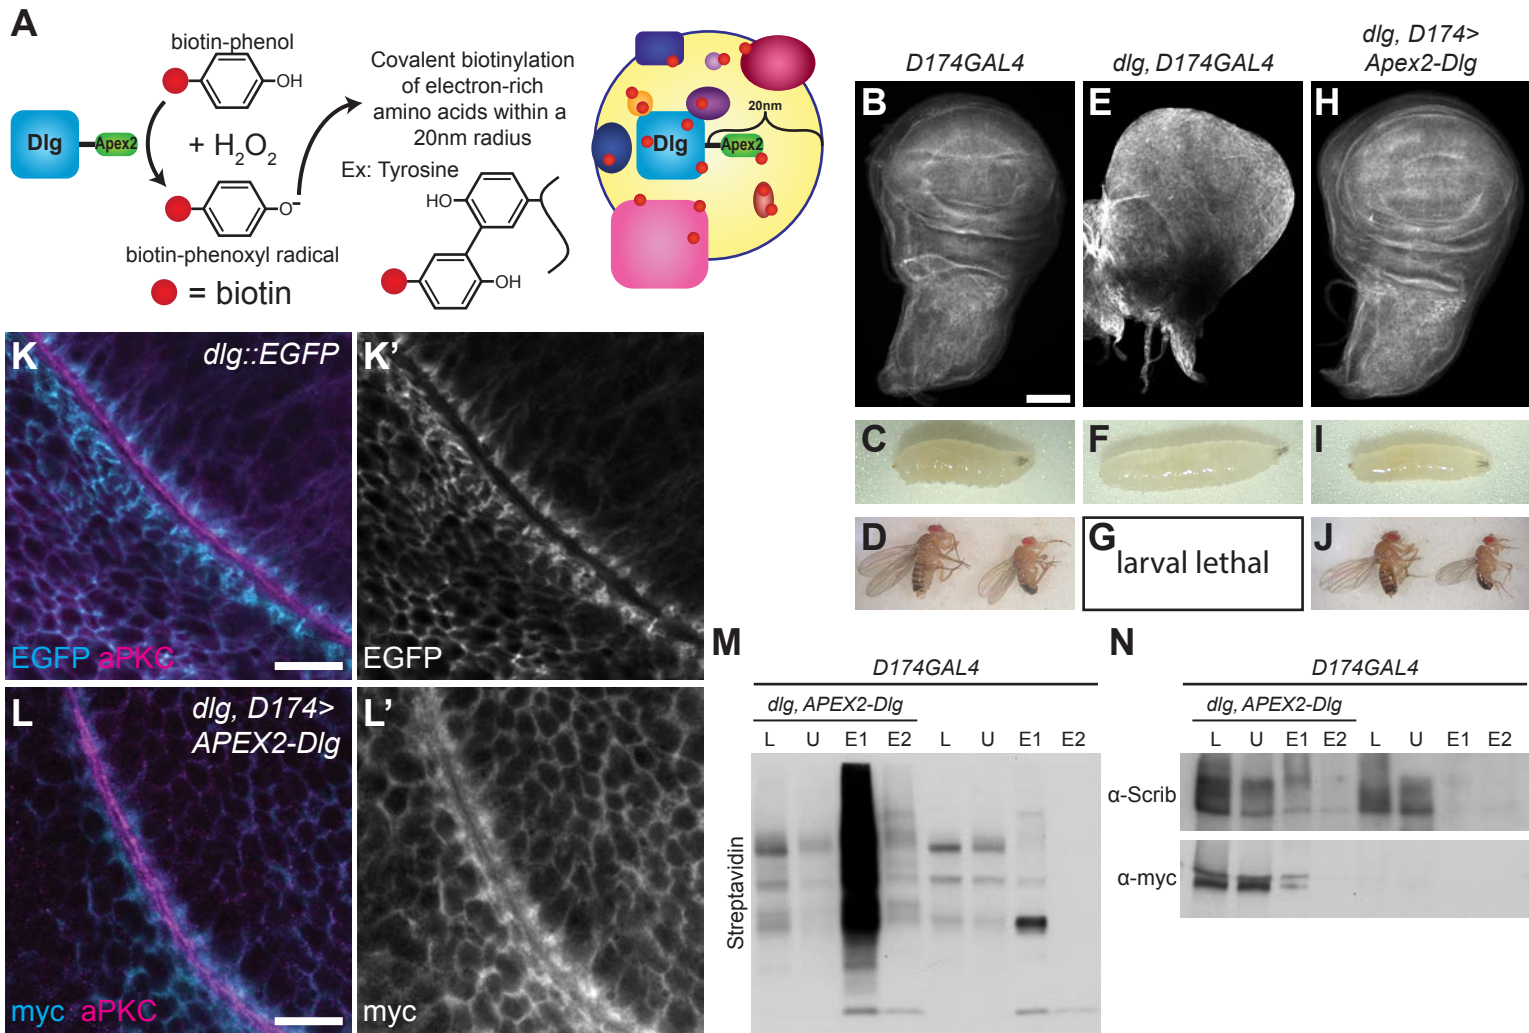 A
biotin-phenol
OH
Dlg
Apex2
+ H₂O₂
O-
biotin-phenoxyl radical
= biotin
Covalent biotinylation
of electron-rich
amino acids within a
20nm radius
Ex: Tyrosine
HO
OH
20nm
Dlg
Apex2
D174GAL4
dlg, D174GAL4
dlg, D174>
Apex2-Dlg
B
E
H
C
F
I
D
G
larval lethal
J
K
dlg::EGFP
EGFP aPKC
K’
EGFP
L
dlg, D174>
APEX2-Dlg
myc aPKC
L’
myc
M
D174GAL4
dlg, APEX2-Dlg
L U E1 E2 L U E1 E2
Streptavidin
N
D174GAL4
dlg, APEX2-Dlg
L U E1 E2 L U E1 E2
α-Scrib
α-myc